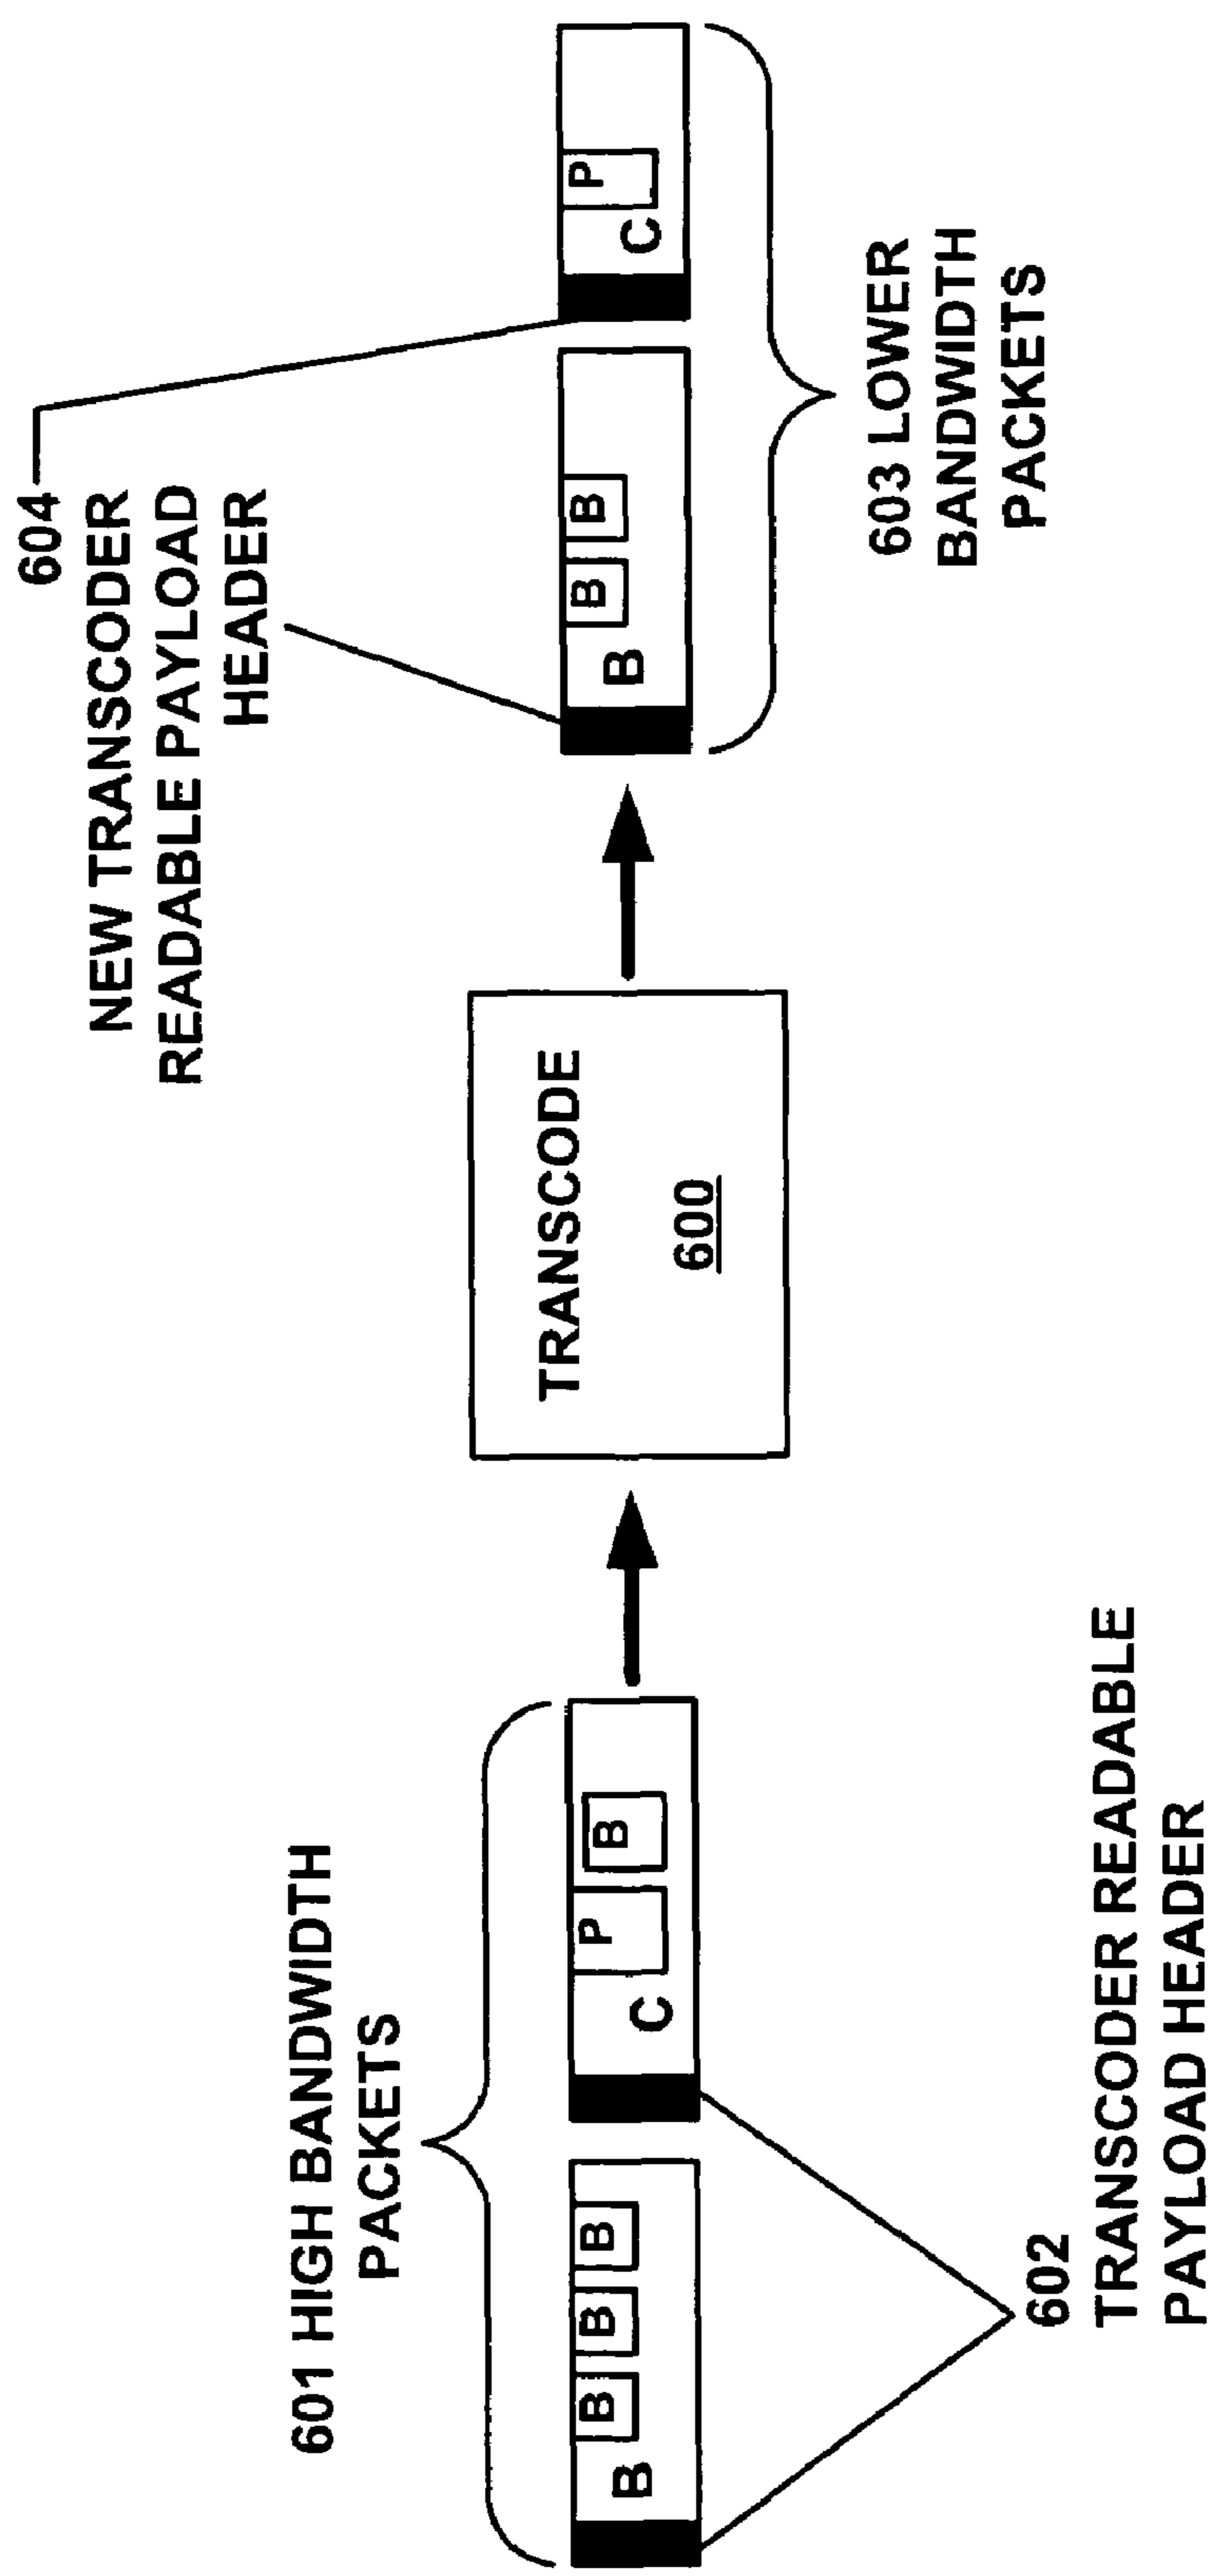 601 HIGH BANDWIDTH
PACKETS
B
B
B
B
C
P
B
602
TRANSCODER READABLE
PAYLOAD HEADER
TRANSCODE
600
604
NEW TRANSCODER
READABLE PAYLOAD
HEADER
B
B
B
C
P
603 LOWER
BANDWIDTH
PACKETS